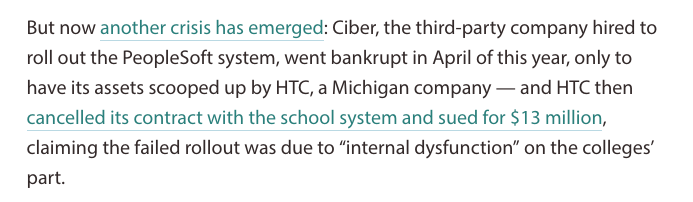 But now another crisis has emerged: Ciber, the third-party company hired to
roll out the PeopleSoft system, went bankrupt in April of this year, only to
have its assets scooped up by HTC, a Michigan company — and HTC then
cancelled its contract with the school system and sued for $13 million,
claiming the failed rollout was due to “internal dysfunction” on the colleges’
part.